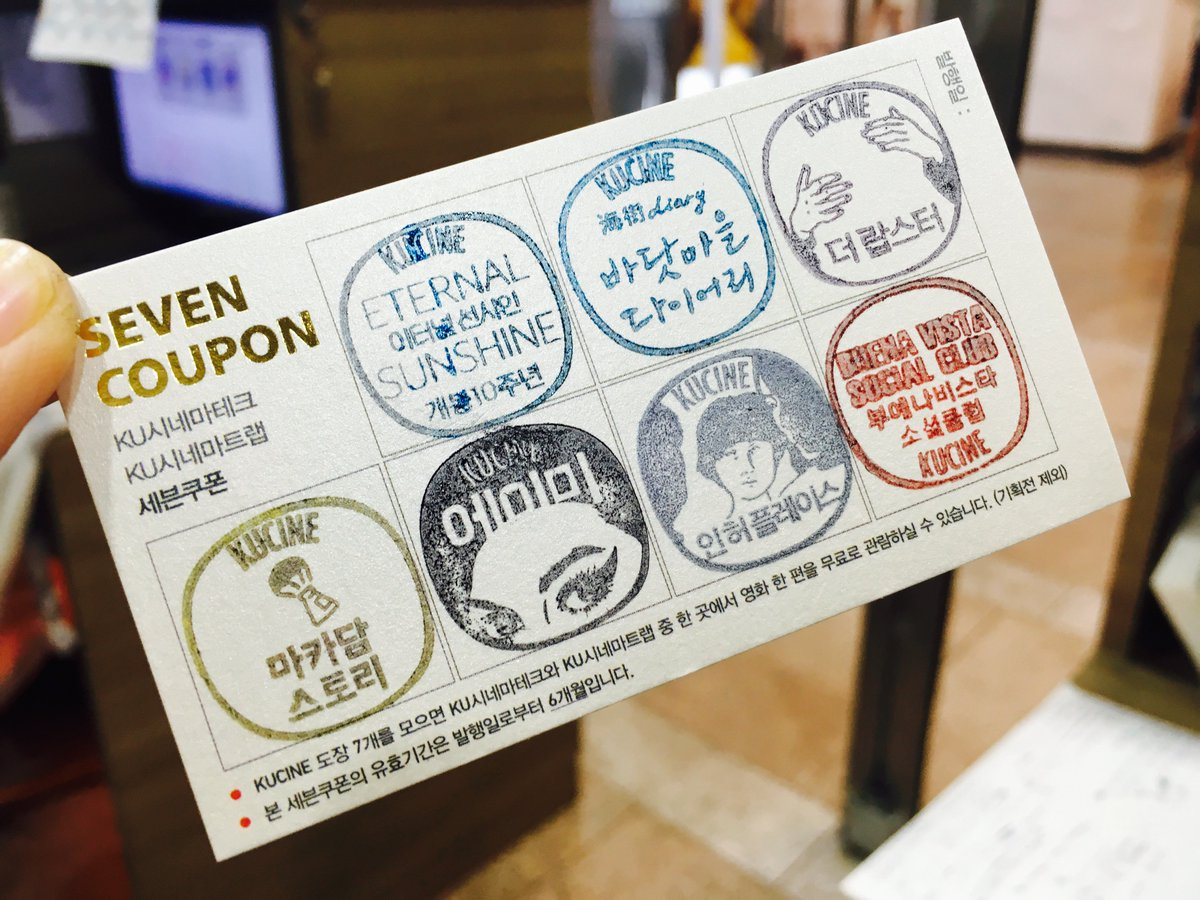 발행일 :
SEVEN
COUPON
KU시네마테크
KU시네마트랩
세븐쿠폰
KUCINE
ETERNAL
이터널 선샤인
SUNSHINE
개봉10주년
KUCINE
海街diary
바닷마을
다이어리
KUCINE
더 랍스터
KUCINE
마카담
스토리
KUCINE
에이미
KUCINE
인허플레이스
BUENA VISTA
SOCIAL CLUB
부에나비스타
소셜클럽
KUCINE
KUCINE 도장 7개를 모으면 KU시네마테크와 KU시네마트랩 중 한 곳에서 영화 한 편을 무료로 관람하실 수 있습니다. (기획전 제외)
본 세븐쿠폰의 유효기간은 발행일로부터 6개월입니다.